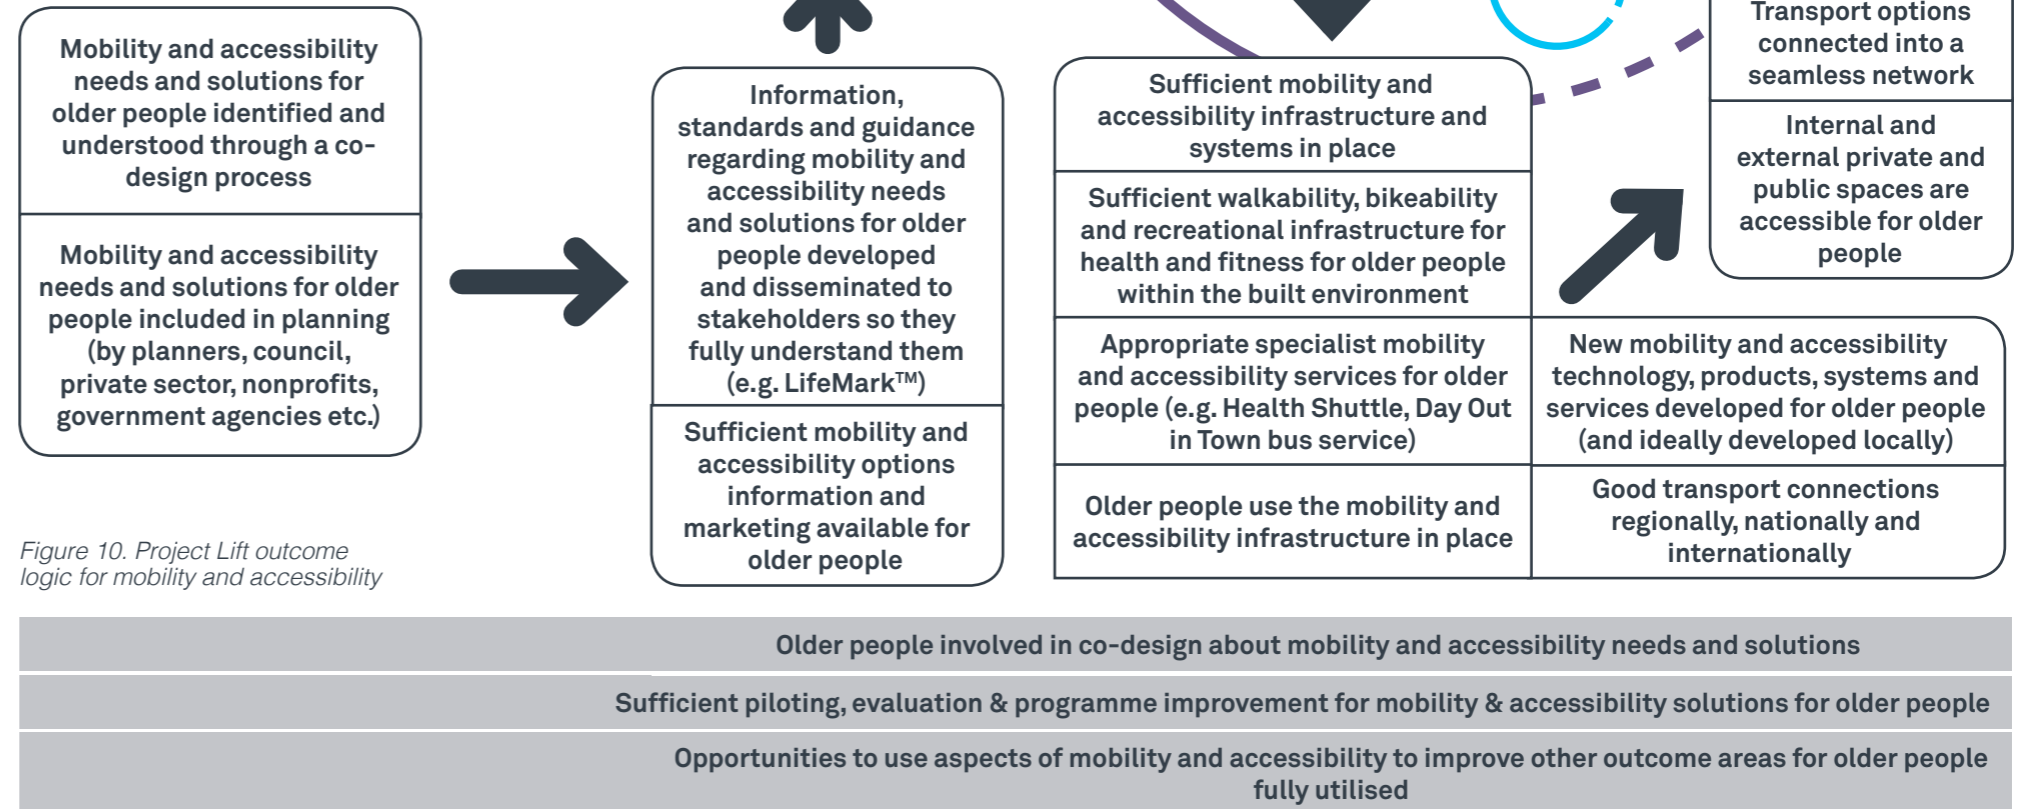 Mobility and accessibility
needs and solutions for
older people identified and
understood through a co-
design process
Mobility and accessibility
needs and solutions for older
people included in planning
(by planners, council,
private sector, nonprofits,
government agencies etc.)
Figure 10. Project Lift outcome
logic for mobility and accessibility
Information,
standards and guidance
regarding mobility and
accessibility needs
and solutions for older
people developed
and disseminated to
stakeholders so they
fully understand them
(e.g. LifeMark™)
Sufficient mobility and
accessibility options
information and
marketing available for
older people
Sufficient mobility and
accessibility infrastructure and
systems in place
Sufficient walkability, bikeability
and recreational infrastructure for
health and fitness for older people
within the built environment
Appropriate specialist mobility
and accessibility services for older
people (e.g. Health Shuttle, Day Out
in Town bus service)
Older people use the mobility and
accessibility infrastructure in place
Transport options
connected into a
seamless network
Internal and
external private and
public spaces are
accessible for older
people
New mobility and accessibility
technology, products, systems and
services developed for older people
(and ideally developed locally)
Good transport connections
regionally, nationally and
internationally
Older people involved in co-design about mobility and accessibility needs and solutions
Sufficient piloting, evaluation & programme improvement for mobility & accessibility solutions for older people
Opportunities to use aspects of mobility and accessibility to improve other outcome areas for older people
fully utilised